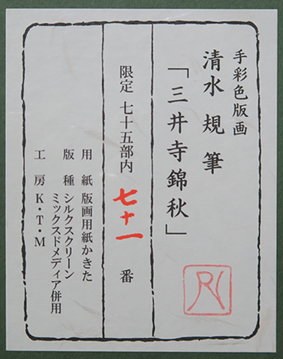 手彩色版画
清水 規 筆
「三井寺錦秋」
限定 七十五部内 七十一 番
用 紙 版画用紙かきた
版 種 シルクスクリーン
ミックスドメディア併用
工 房 K・T・M